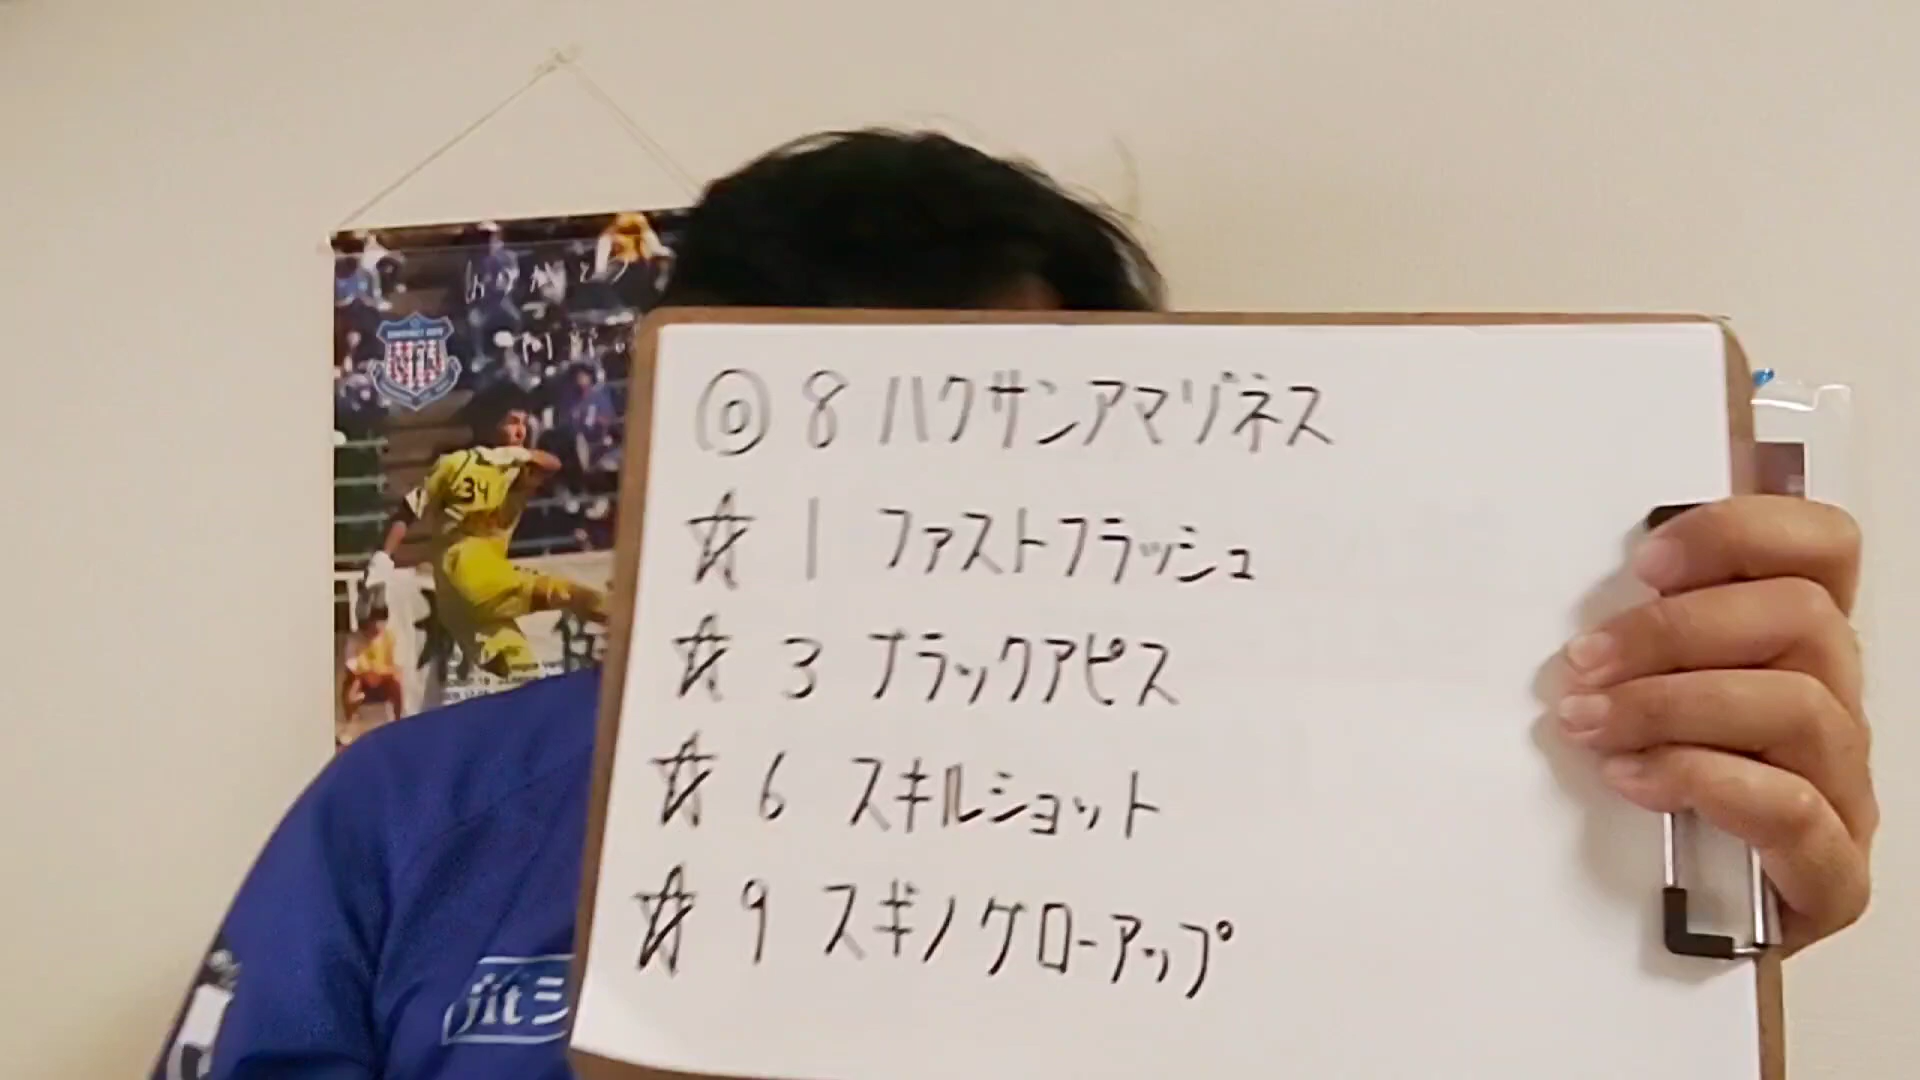 ◎ 8 ハクサンアマゾネス
☆ 1 ファストフラッシュ
☆ 3 ブラックアピス
☆ 6 スキルショット
☆ 9 スギノグローアップ
34
jit